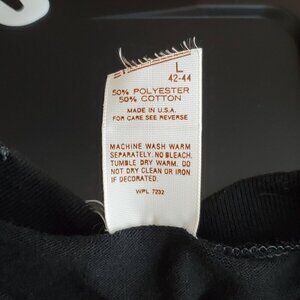 L
42-44
50% POLYESTER
50% COTTON
MADE IN U.S.A.
FOR CARE SEE REVERSE
MACHINE WASH WARM
SEPARATELY. NO BLEACH.
TUMBLE DRY WARM. DO
NOT DRY CLEAN OR IRON
IF DECORATED.
WPL 7232